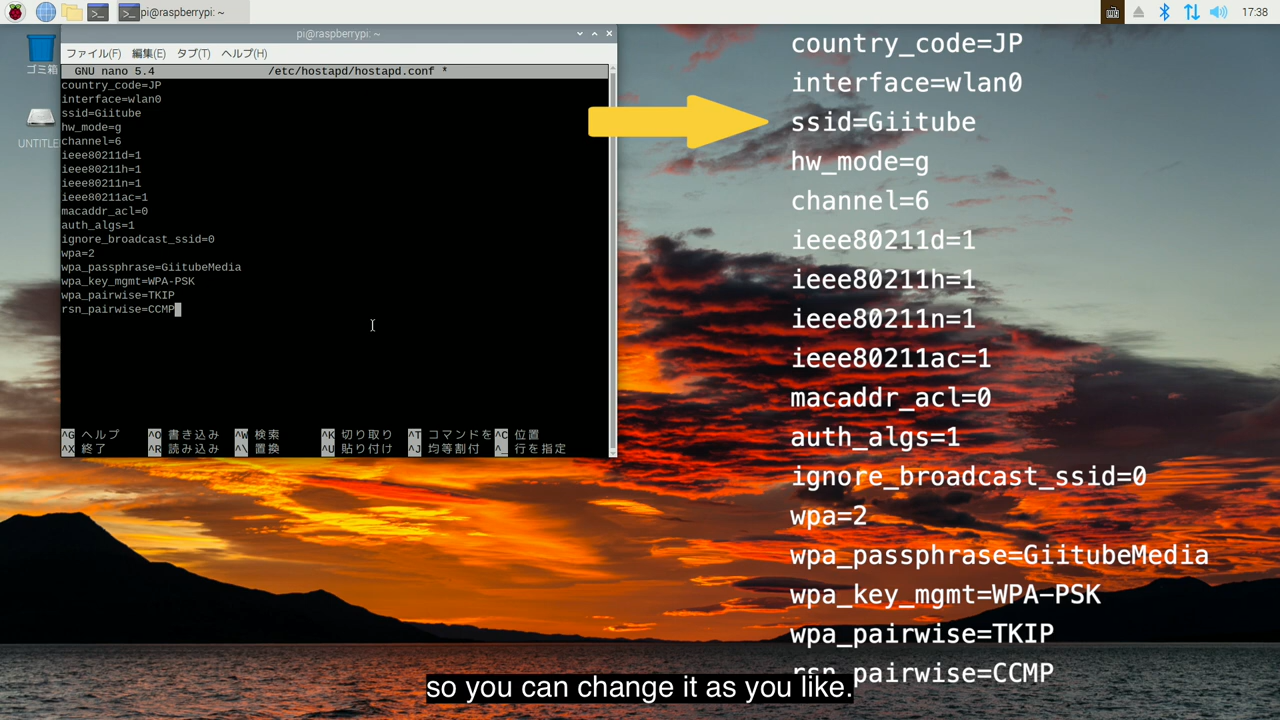 pi@raspberrypi: ~
17:38
pi@raspberrypi: ~
ゴミ箱
UNTITLE
ファイル(F) 編集(E) タブ(T) ヘルプ(H)
GNU nano 5.4 /etc/hostapd/hostapd.conf *
country_code=JP
interface=wlan0
ssid=Giitube
hw_mode=g
channel=6
ieee80211d=1
ieee80211h=1
ieee80211n=1
ieee80211ac=1
macaddr_acl=0
auth_algs=1
ignore_broadcast_ssid=0
wpa=2
wpa_passphrase=GiitubeMedia
wpa_key_mgmt=WPA-PSK
wpa_pairwise=TKIP
rsn_pairwise=CCMP
^G ヘルプ ^O 書き込み ^W 検索 ^K 切り取り ^T コマンドを ^C 位置
^X 終了 ^R 読み込み ^\ 置換 ^U 貼り付け ^J 均等割付 ^_ 行を指定
country_code=JP
interface=wlan0
ssid=Giitube
hw_mode=g
channel=6
ieee80211d=1
ieee80211h=1
ieee80211n=1
ieee80211ac=1
macaddr_acl=0
auth_algs=1
ignore_broadcast_ssid=0
wpa=2
wpa_passphrase=GiitubeMedia
wpa_key_mgmt=WPA-PSK
wpa_pairwise=TKIP
rsn_pairwise=CCMP
so you can change it as you like.